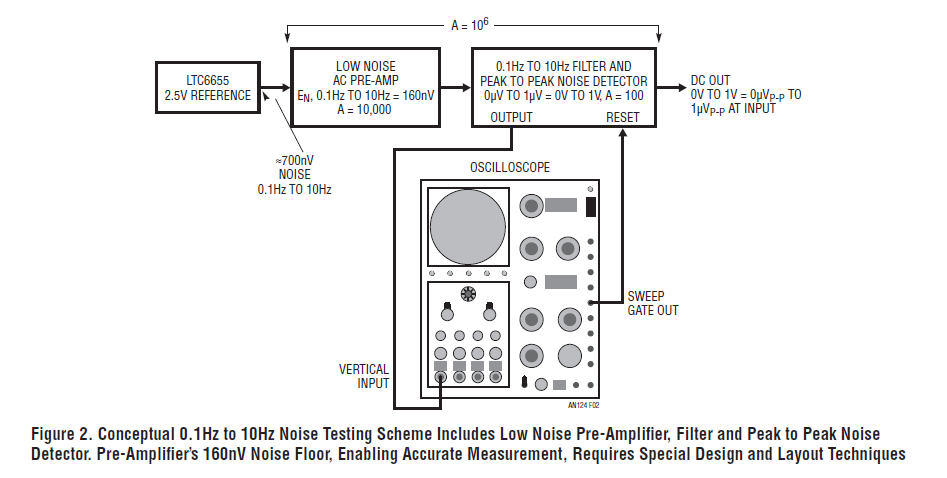 A = 10⁶
LTC6655
2.5V REFERENCE
LOW NOISE
AC PRE-AMP
EN, 0.1Hz TO 10Hz = 160nV
A = 10,000
0.1Hz TO 10Hz FILTER AND
PEAK TO PEAK NOISE DETECTOR
0µV TO 1µV = 0V TO 1V, A = 100
OUTPUT
RESET
DC OUT
0V TO 1V = 0µVP-P TO
1µVP-P AT INPUT
≈700nV
NOISE
0.1Hz TO 10Hz
OSCILLOSCOPE
SWEEP
GATE OUT
VERTICAL
INPUT
AN124 F02
Figure 2. Conceptual 0.1Hz to 10Hz Noise Testing Scheme Includes Low Noise Pre-Amplifier, Filter and Peak to Peak Noise
Detector. Pre-Amplifier's 160nV Noise Floor, Enabling Accurate Measurement, Requires Special Design and Layout Techniques